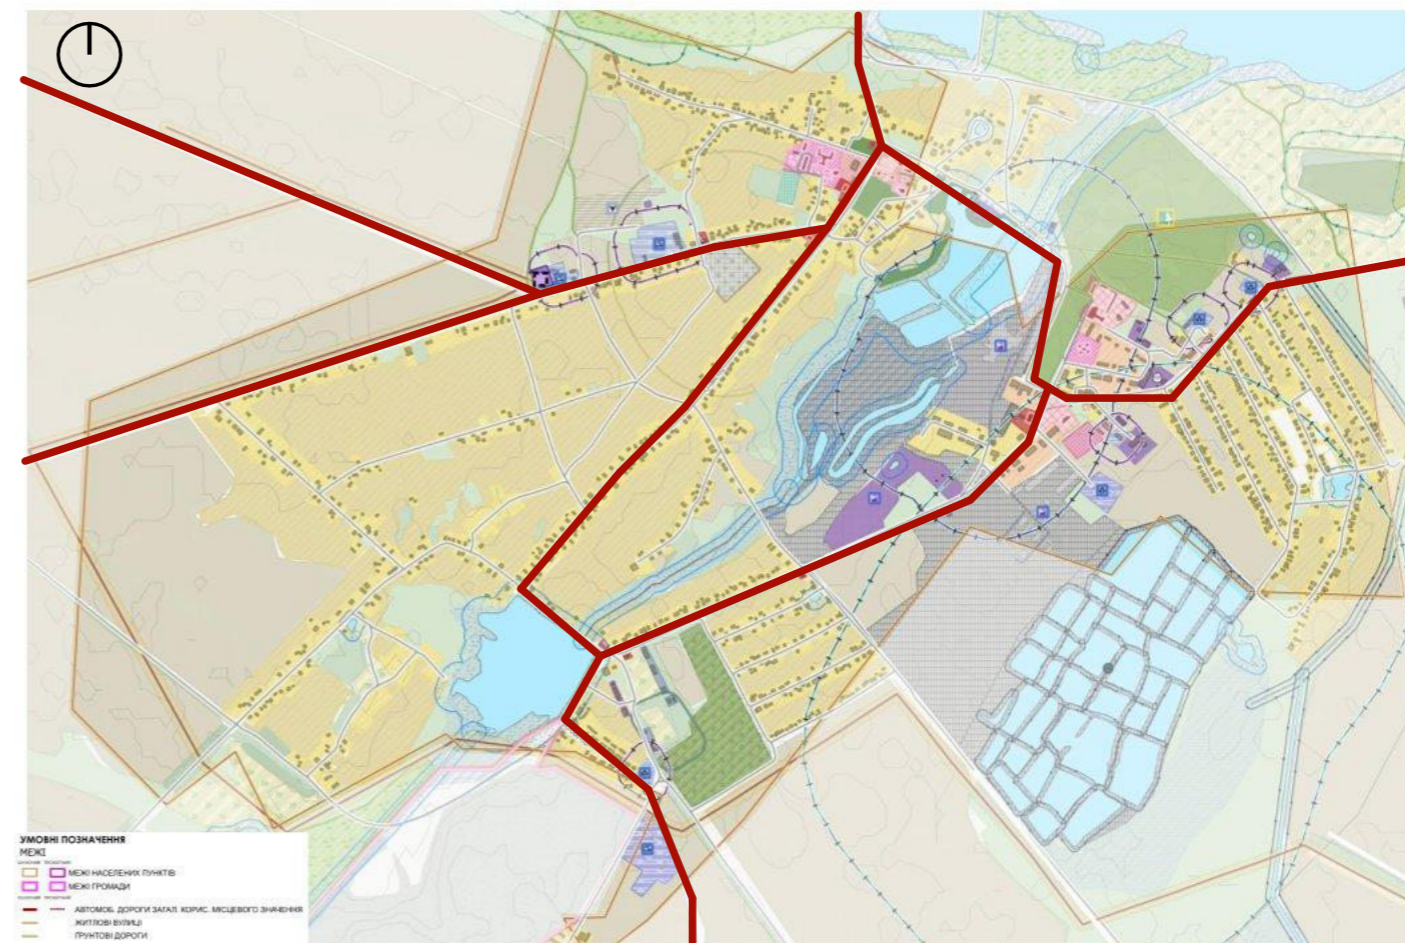 УМОВНІ ПОЗНАЧЕННЯ
МЕЖІ
МЕЖІ НАСЕЛЕНИХ ПУНКТІВ
МЕЖІ ГРОМАДИ
АВТОМОБ. ДОРОГИ ЗАГАЛ. КОРИС. МІСЦЕВОГО ЗНАЧЕННЯ
ЖИТЛОВІ ВУЛИЦІ
ГРУНТОВІ ДОРОГИ